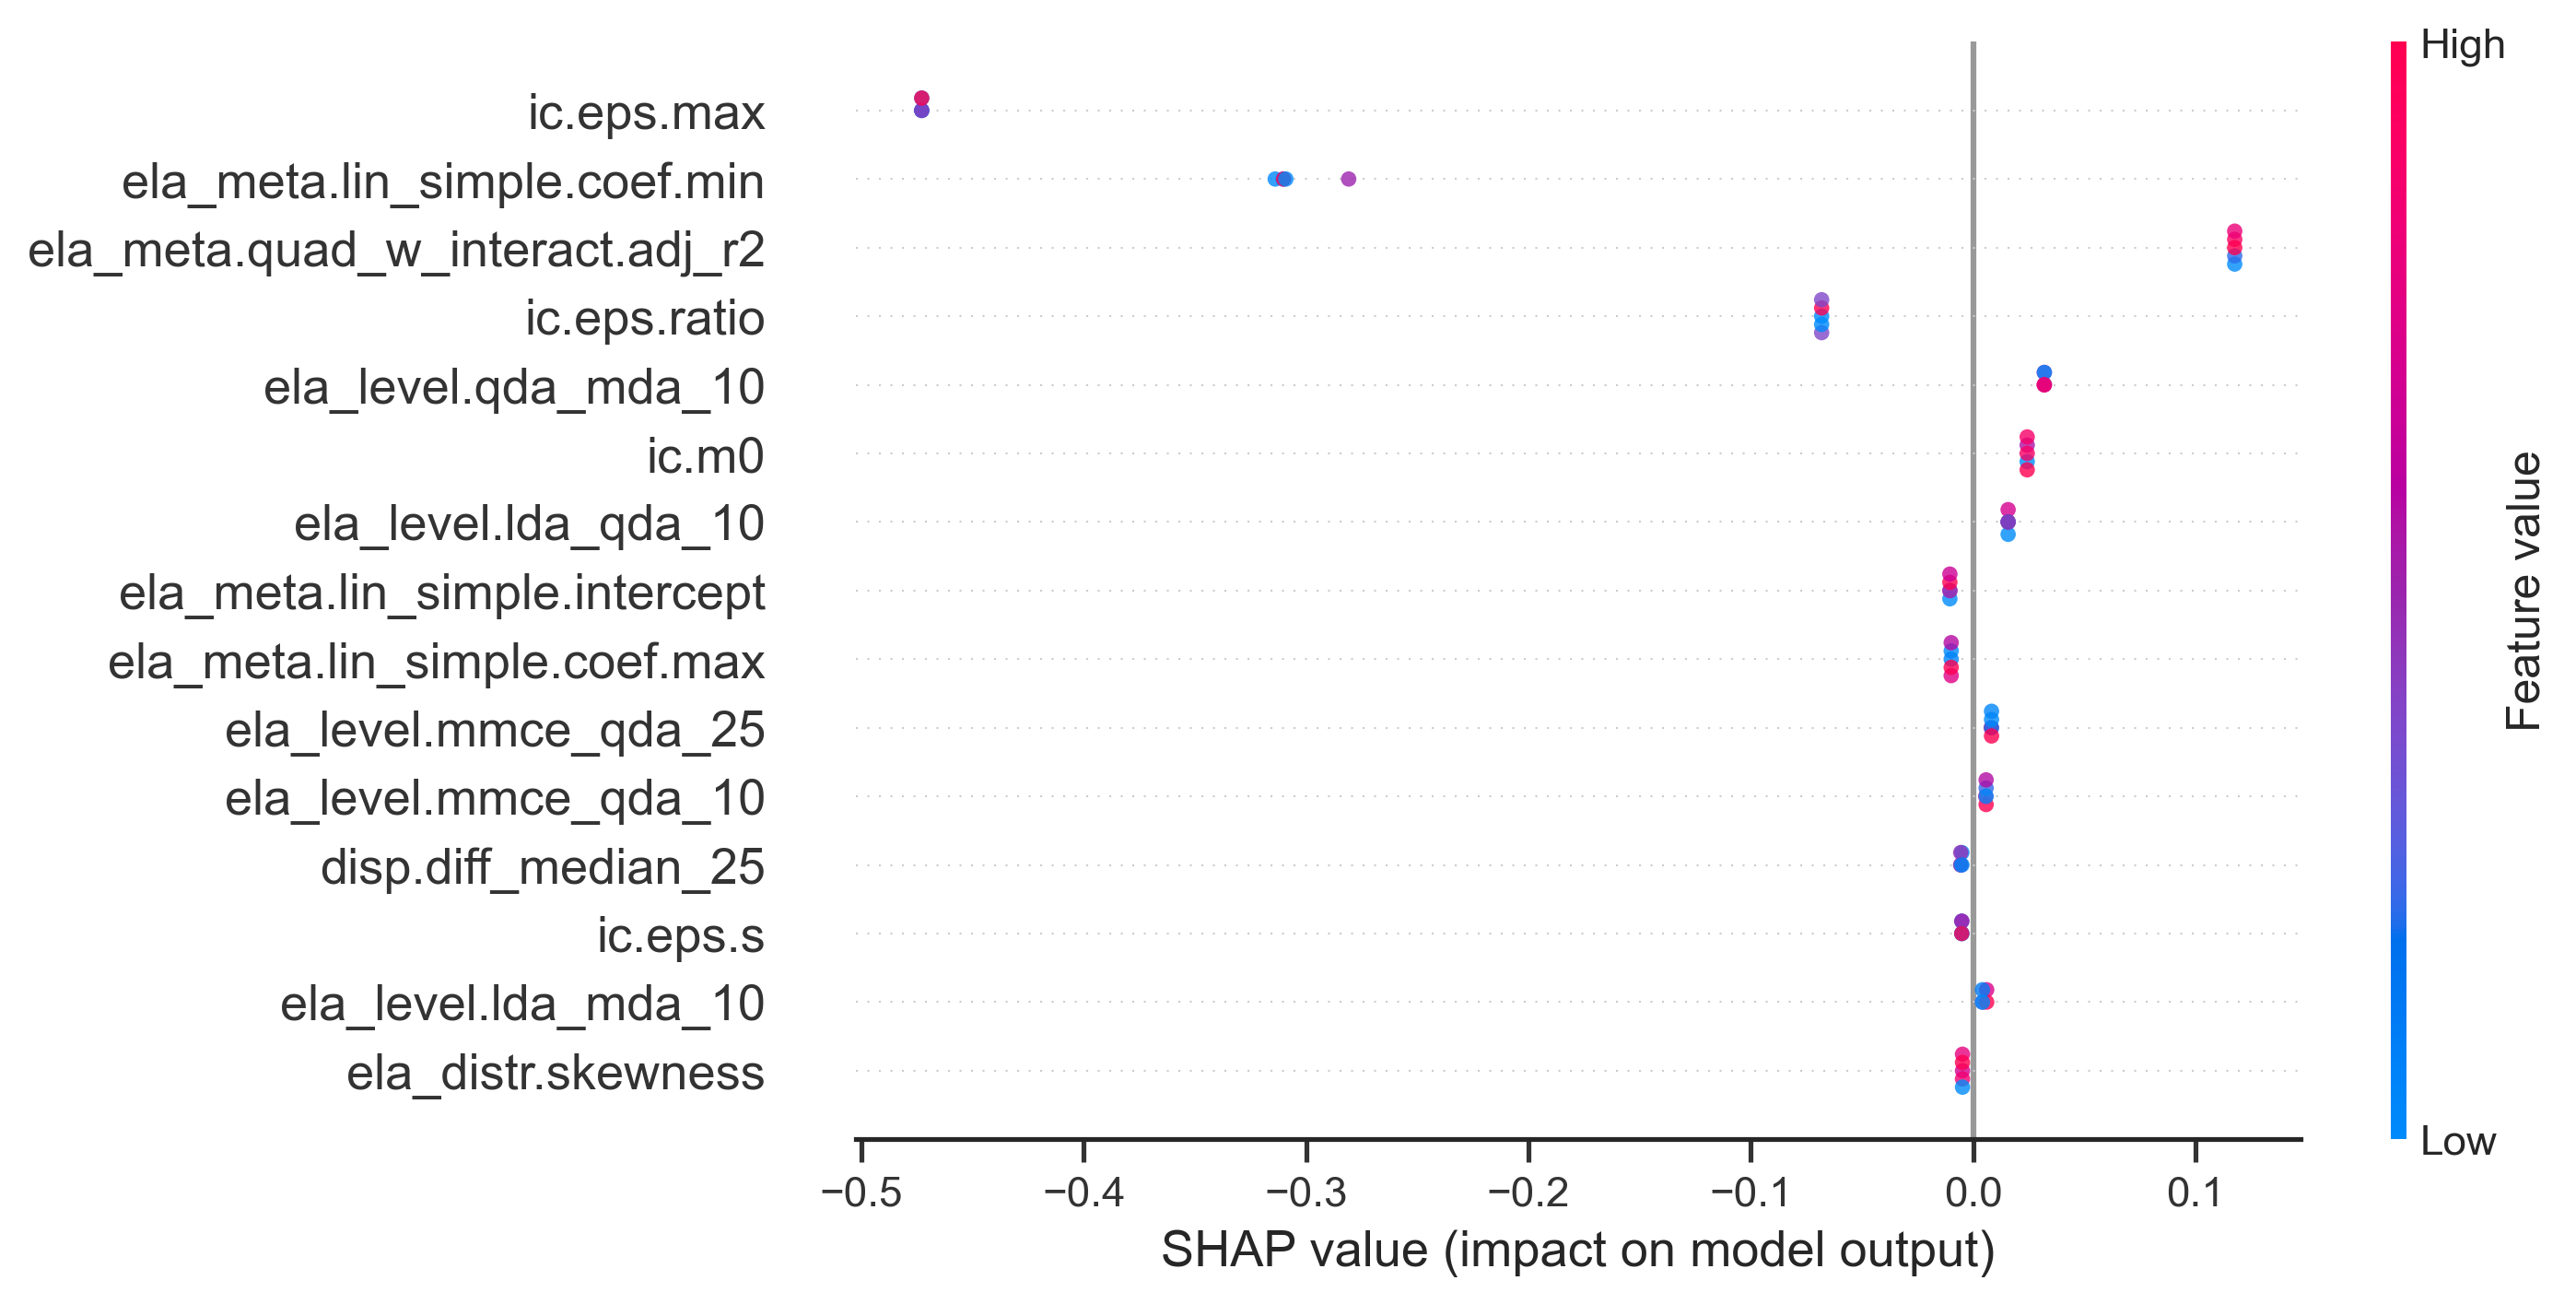 High
ic.eps.max
ela_meta.lin_simple.coef.min
ela_meta.quad_w_interact.adj_r2
ic.eps.ratio
ela_level.qda_mda_10
ic.m0
ela_level.lda_qda_10
ela_meta.lin_simple.intercept
ela_meta.lin_simple.coef.max
ela_level.mmce_qda_25
ela_level.mmce_qda_10
disp.diff_median_25
ic.eps.s
ela_level.lda_mda_10
ela_distr.skewness
Feature value
Low
−0.5 −0.4 −0.3 −0.2 −0.1 0.0 0.1
SHAP value (impact on model output)